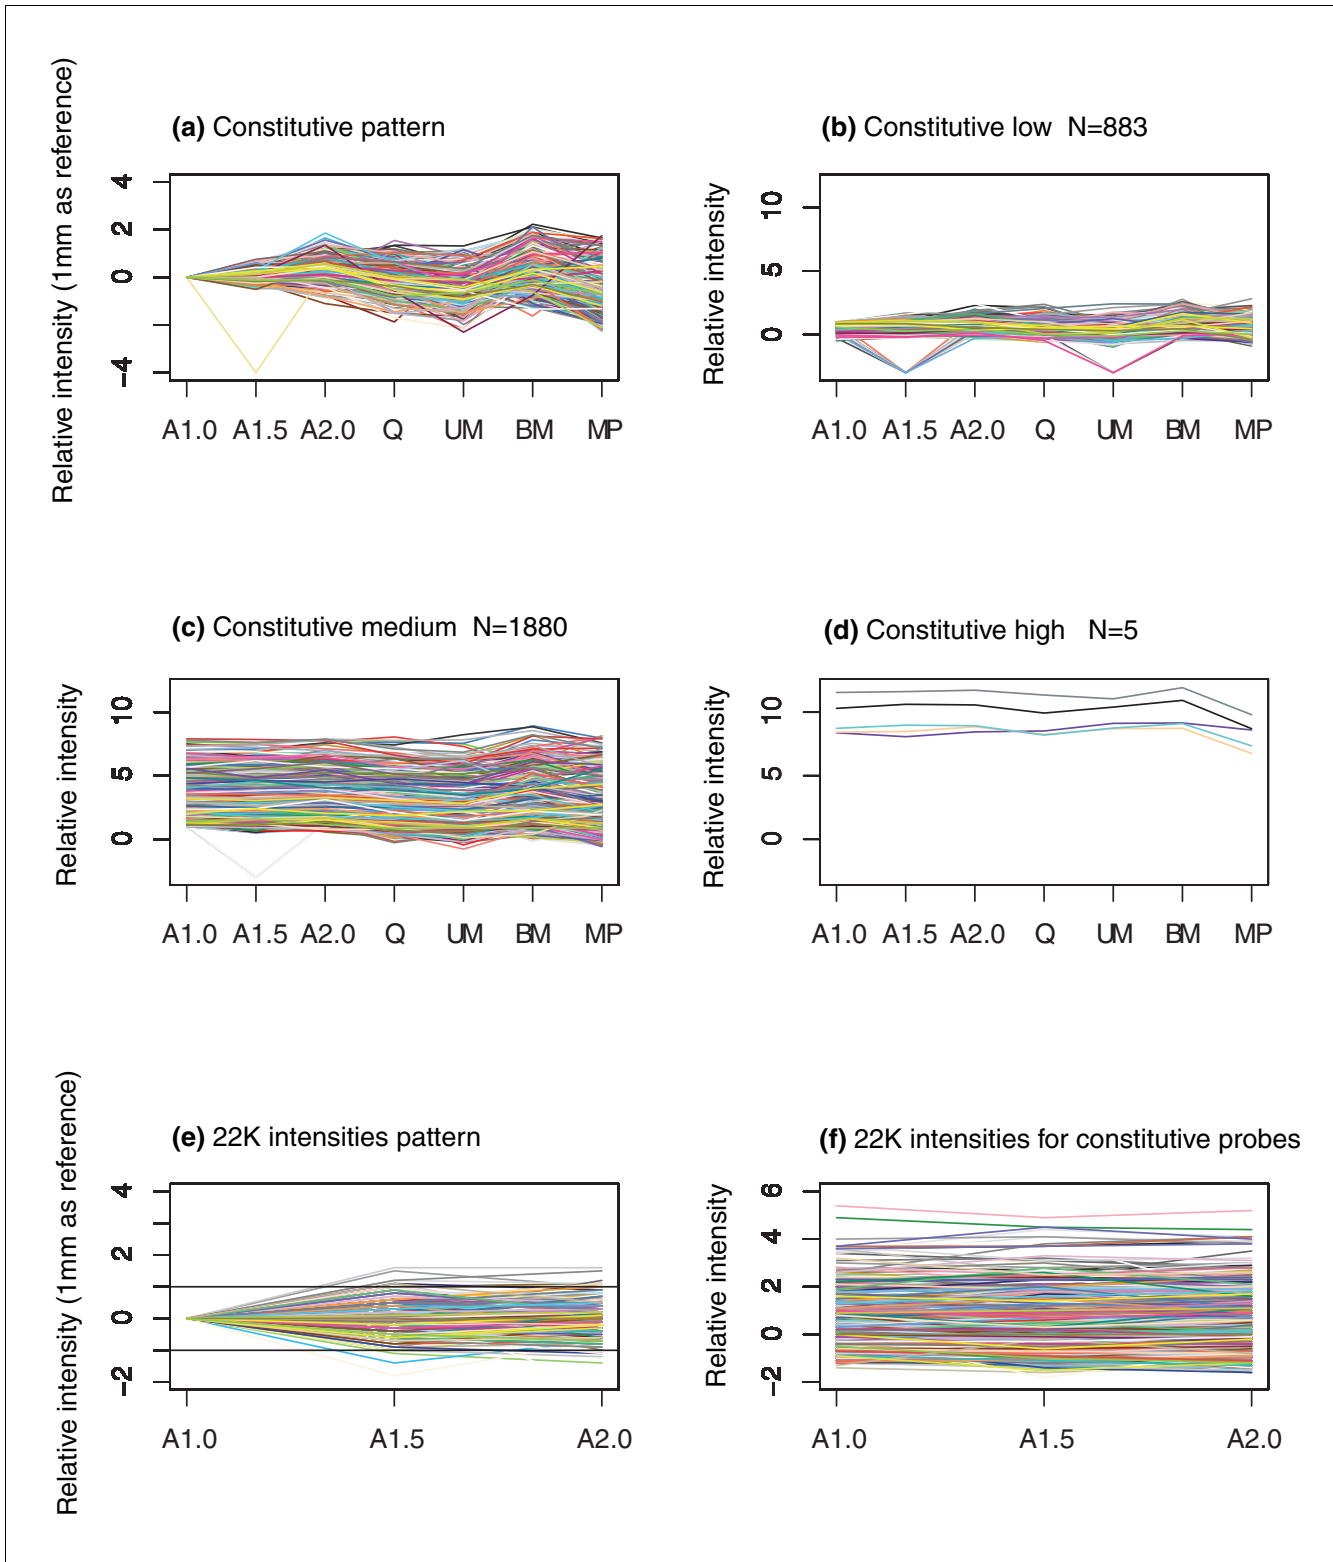 Relative intensity (1mm as reference)
(a) Constitutive pattern
4
2
0
−4
A1.0 A1.5 A2.0 Q UM BM MP
(b) Constitutive low N=883
Relative intensity
10
5
0
A1.0 A1.5 A2.0 Q UM BM MP
(c) Constitutive medium N=1880
Relative intensity
10
5
0
A1.0 A1.5 A2.0 Q UM BM MP
(d) Constitutive high N=5
Relative intensity
10
5
0
A1.0 A1.5 A2.0 Q UM BM MP
Relative intensity (1mm as reference)
(e) 22K intensities pattern
4
2
0
−2
A1.0 A1.5 A2.0
(f) 22K intensities for constitutive probes
Relative intensity
6
4
2
0
−2
A1.0 A1.5 A2.0